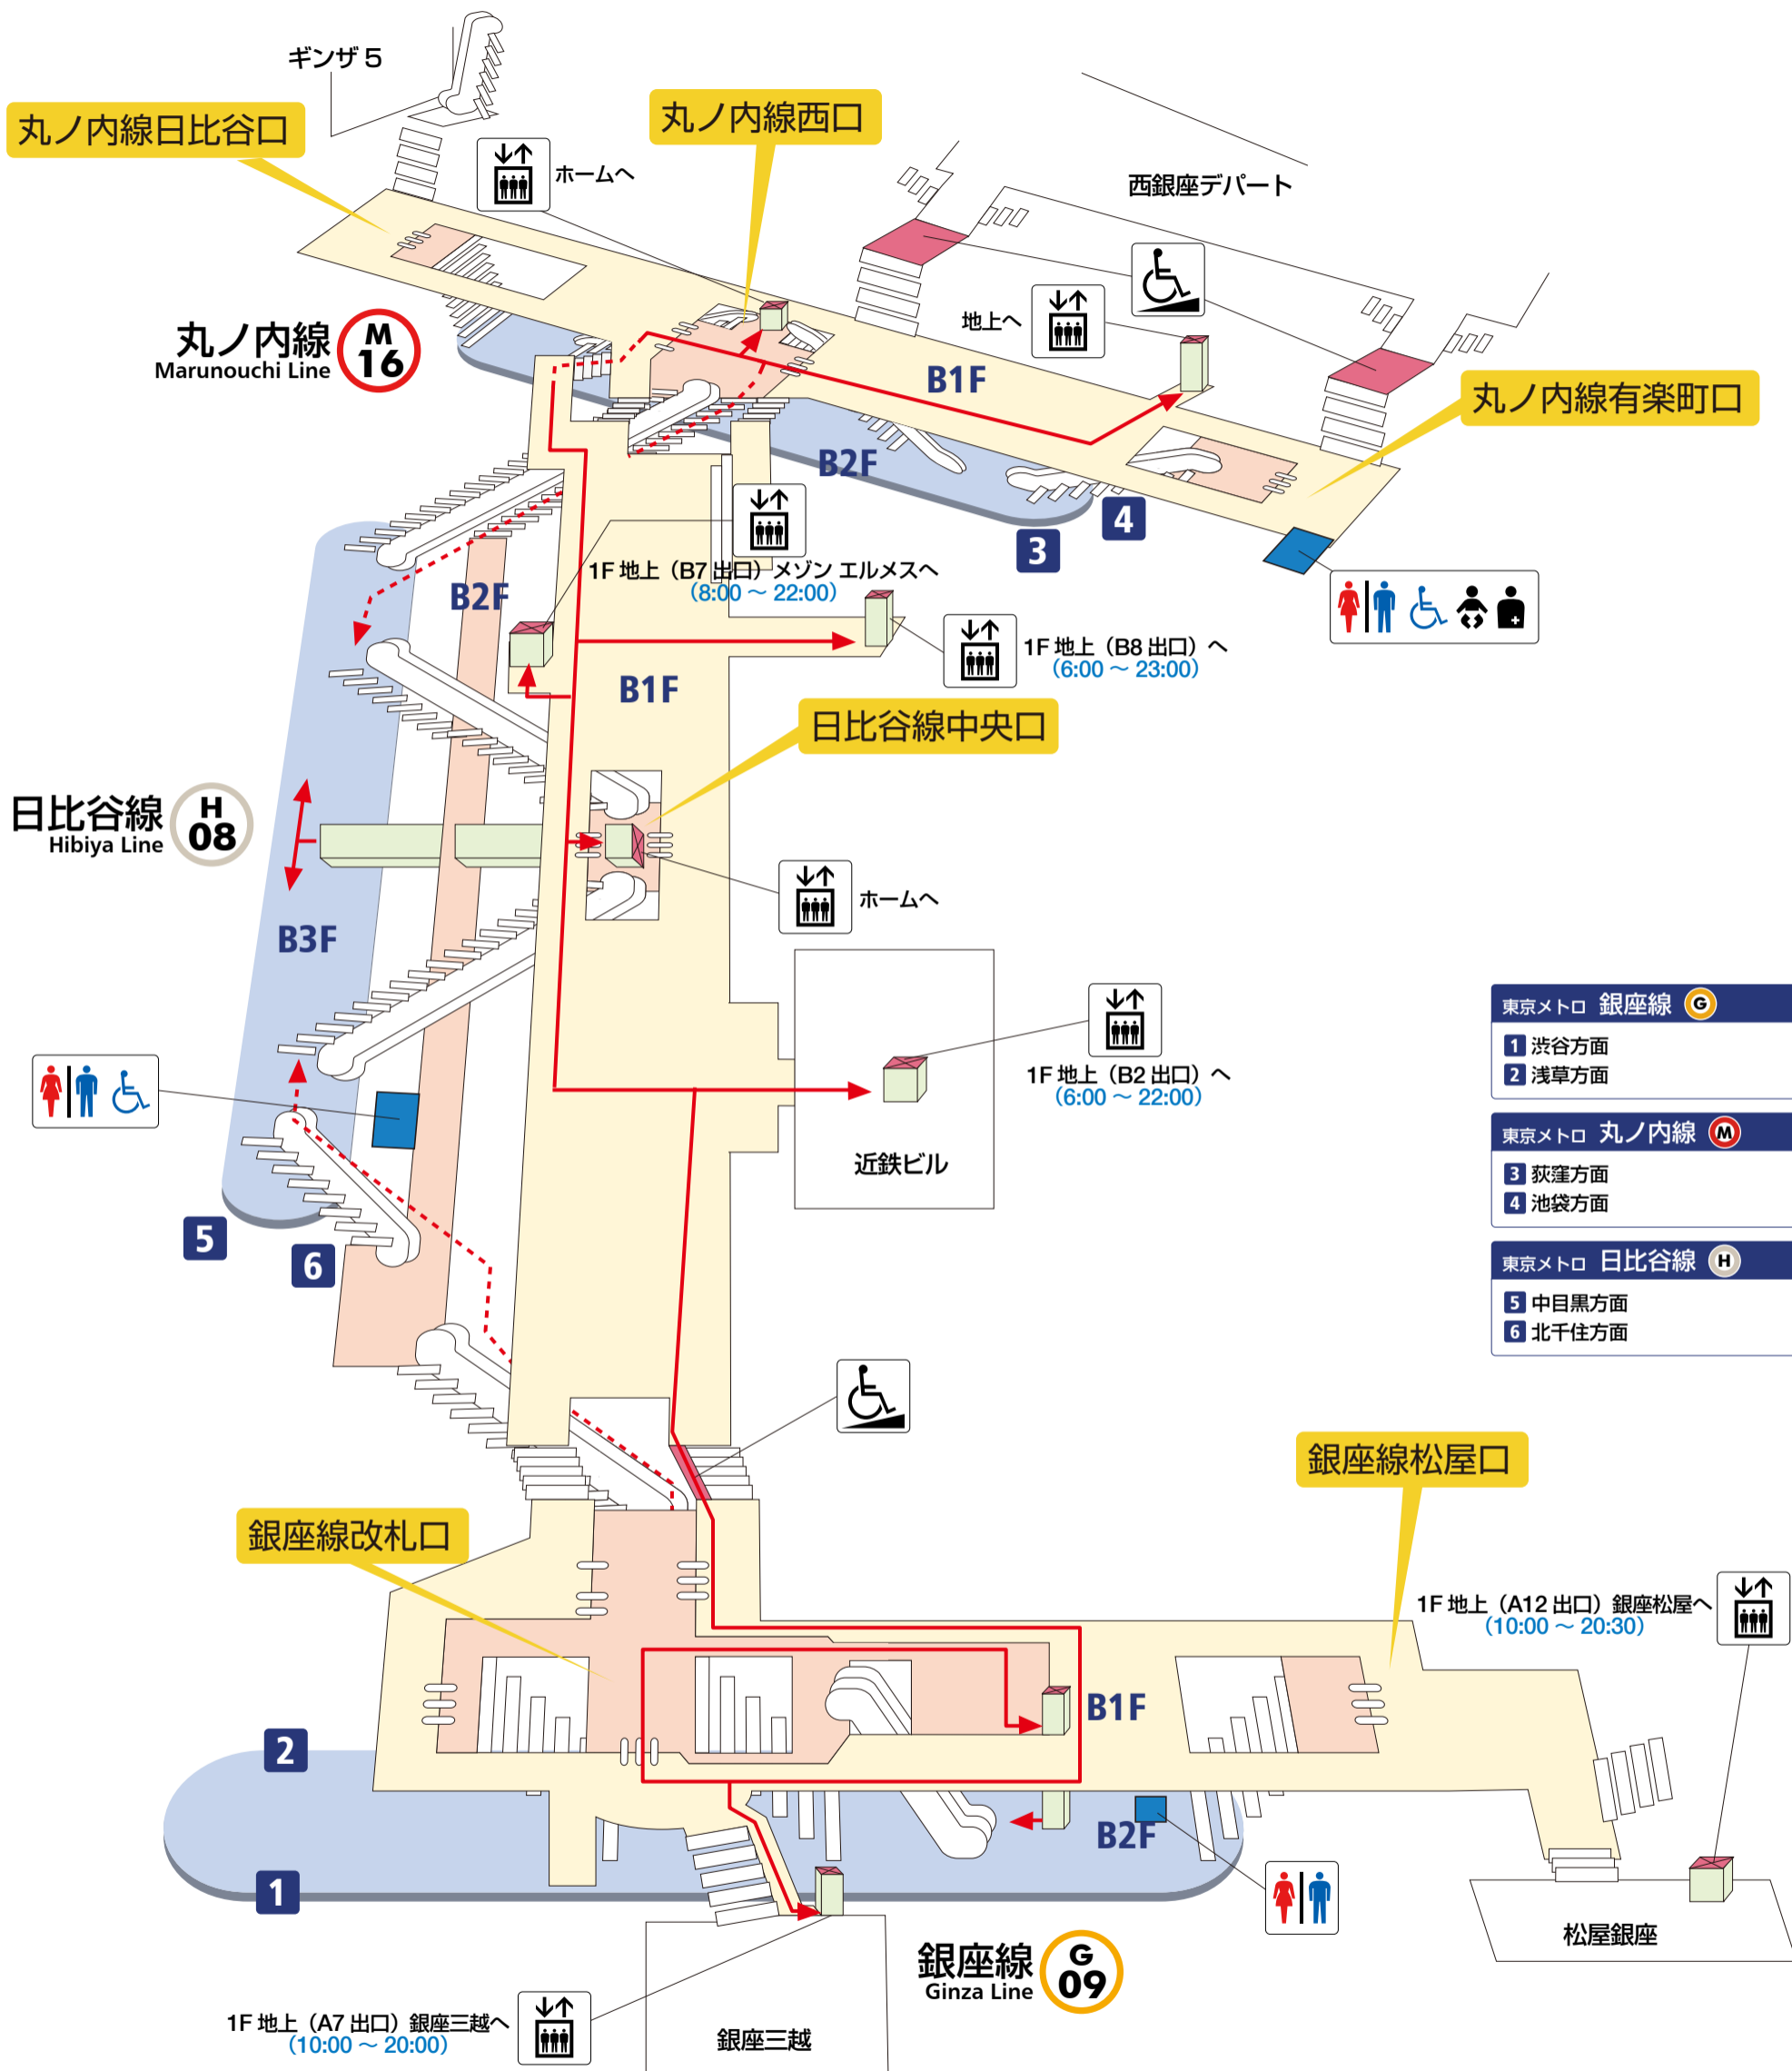 ギンザ 5
丸ノ内線日比谷口
丸ノ内線西口
ホームへ
西銀座デパート
地上へ
丸ノ内線
Marunouchi Line
M
16
B1F
丸ノ内線有楽町口
B2F
4
3
1F 地上（B7 出口）メゾン エルメスへ
（8:00 ～ 22:00）
B2F
1F 地上（B8 出口）へ
（6:00 ～ 23:00）
B1F
日比谷線中央口
日比谷線
Hibiya Line
H
08
ホームへ
B3F
1F 地上（B2 出口）へ
（6:00 ～ 22:00）
近鉄ビル
東京メトロ 銀座線 G
1 渋谷方面
2 浅草方面
東京メトロ 丸ノ内線 M
3 荻窪方面
4 池袋方面
東京メトロ 日比谷線 H
5 中目黒方面
6 北千住方面
5
6
銀座線松屋口
銀座線改札口
1F 地上（A12 出口）銀座松屋へ
（10:00 ～ 20:30）
B1F
2
B2F
1
松屋銀座
銀座線
Ginza Line
G
09
1F 地上（A7 出口）銀座三越へ
（10:00 ～ 20:00）
銀座三越